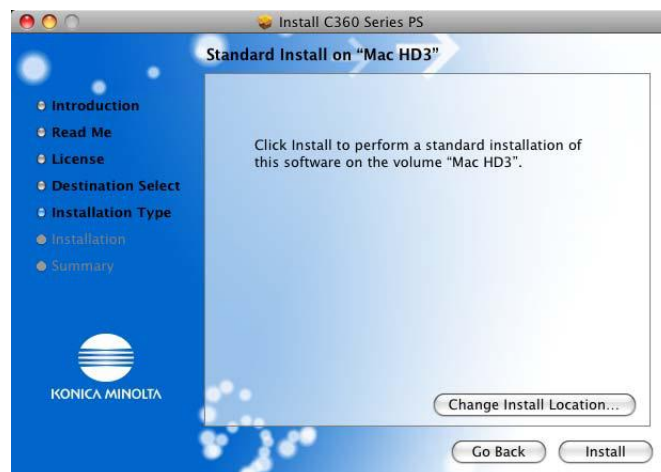 Install C360 Series PS
Standard Install on “Mac HD3”
Introduction
Read Me
License
Destination Select
Installation Type
Installation
Summary
Click Install to perform a standard installation of
this software on the volume “Mac HD3”.
KONICA MINOLTA
Change Install Location...
Go Back
Install